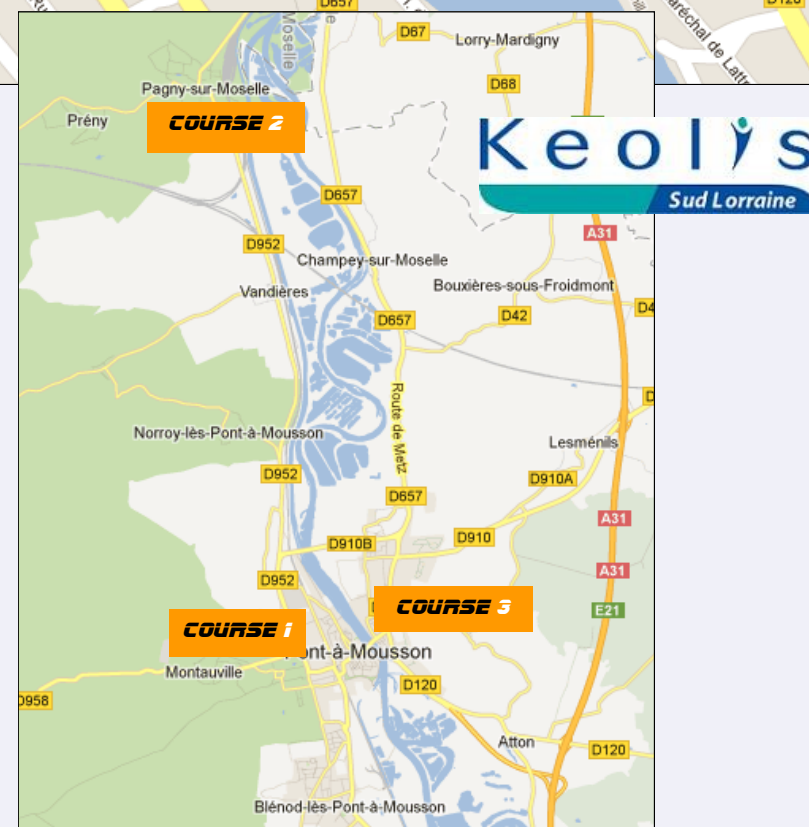 D657
D67
Lorry-Mardigny
Moselle
D68
Pagny-sur-Moselle
Prény
COURSE 2
Keolis
Sud Lorraine
D657
A31
D952
Champey-sur-Moselle
Vandières
Bouxières-sous-Froidmont
D42
D657
Route de Metz
Norroy-lès-Pont-à-Mousson
Lesménils
D952
D910A
D657
A31
D910B
D910
D952
A31
E21
COURSE 3
COURSE 1
ont-à-Mousson
Montauville
D120
D958
Atton
D120
Blénod-lès-Pont-à-Mousson